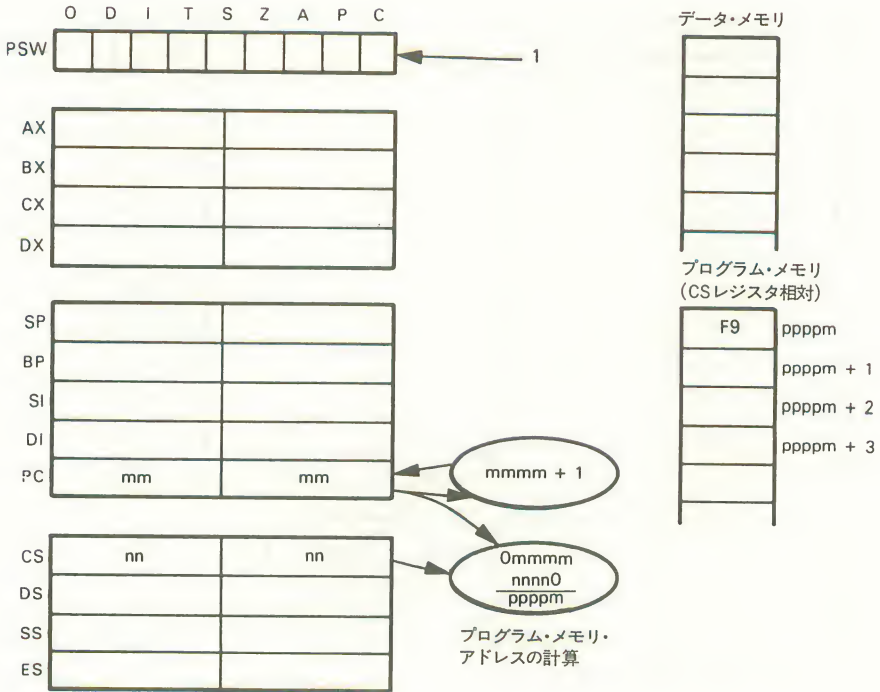 O D I T S Z A P C
PSW
1
AX
BX
CX
DX
SP
BP
SI
DI
PC mm mm
mmmm + 1
CS nn nn
DS
SS
ES
0mmmm
nnnn0
ppppm
プログラム・メモリ・
アドレスの計算
データ・メモリ
プログラム・メモリ
(CSレジスタ相対)
F9 ppppm
ppppm + 1
ppppm + 2
ppppm + 3